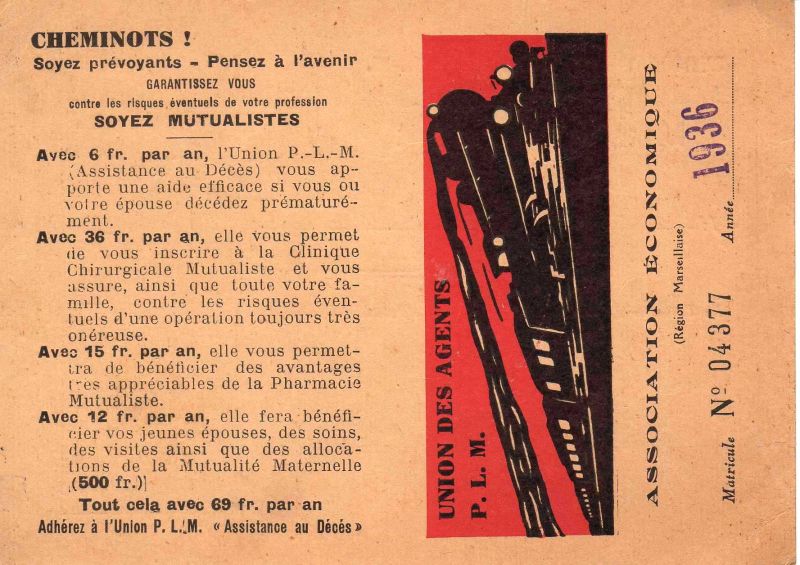 CHEMINOTS !
Soyez prévoyants - Pensez à l'avenir
GARANTISSEZ VOUS
contre les risques éventuels de votre profession
SOYEZ MUTUALISTES
Avec 6 fr. par an, l'Union P.-L.-M.
(Assistance au Décès) vous ap-
porte une aide efficace si vous ou
votre épouse décédez prématuré-
ment.
Avec 36 fr. par an, elle vous permet
de vous inscrire à la Clinique
Chirurgicale Mutualiste et vous
assure, ainsi que toute votre fa-
mille, contre les risques éven-
tuels d'une opération toujours très
onéreuse.
Avec 15 fr. par an, elle vous permet-
tra de bénéficier des avantages
très appréciables de la Pharmacie
Mutualiste.
Avec 12 fr. par an, elle fera bénéfi-
cier vos jeunes épouses, des soins,
des visites ainsi que des alloca-
tions de la Mutualité Maternelle
(500 fr.)
Tout cela avec 69 fr. par an
Adhérez à l'Union P. L. M. « Assistance au Décés »
UNION DES AGENTS
P. L. M.
ASSOCIATION ÉCONOMIQUE
(Région Marseillaise)
Matricule Nº 04377 Année 1936